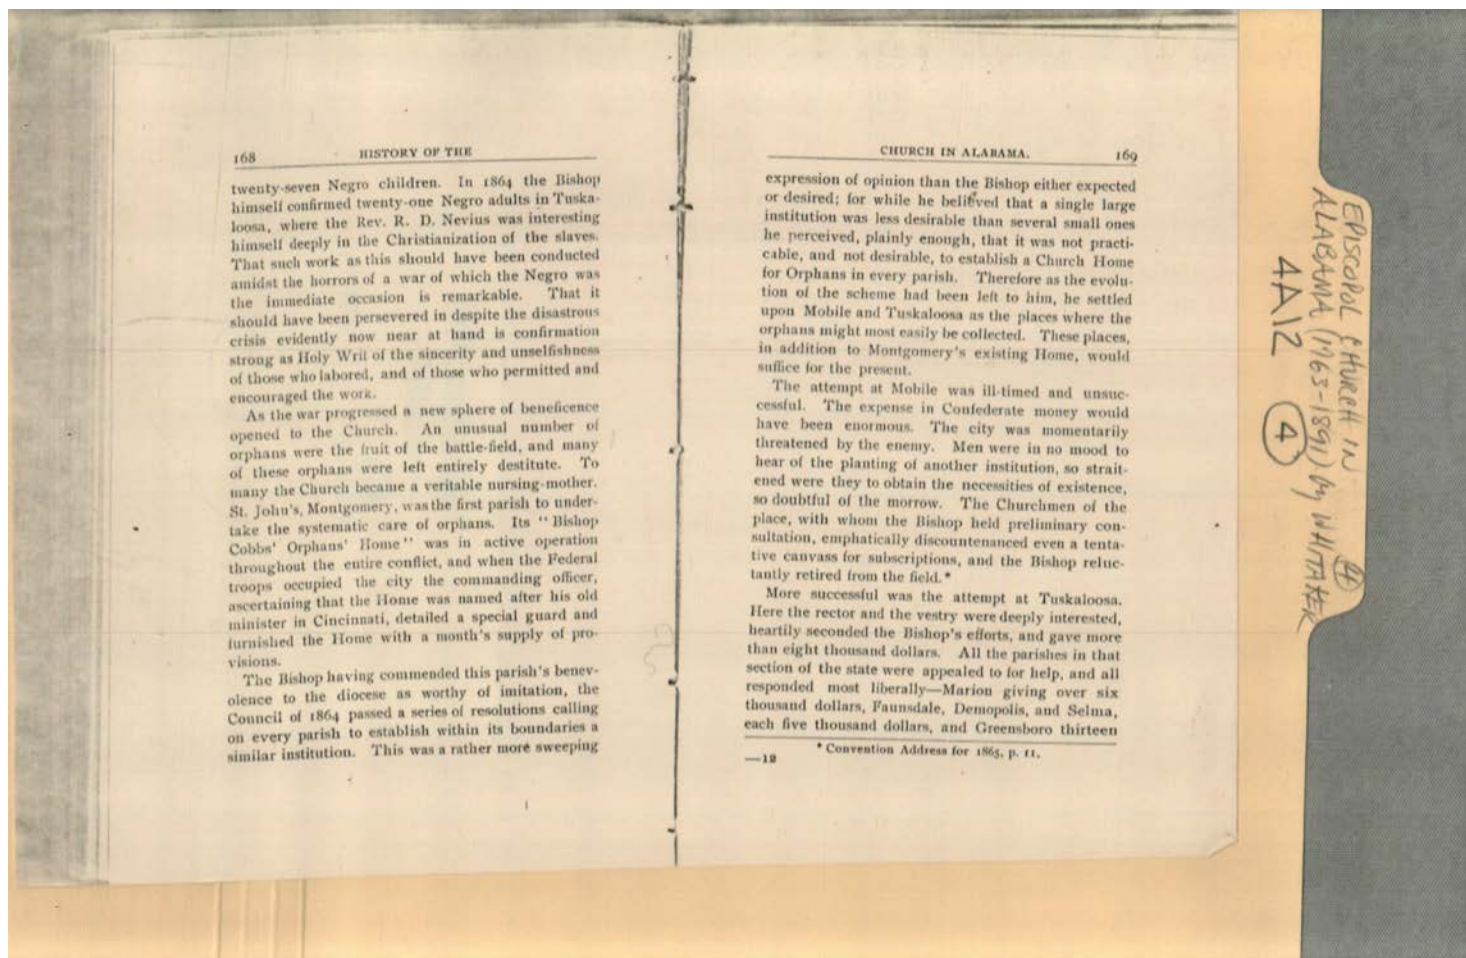 168
HISTORY OF THE
twenty-seven Negro children. In 1864 the Bishop
himself confirmed twenty-one Negro adults in Tuska-
loosa, where the Rev. R. D. Nevius was interesting
himself deeply in the Christianization of the slaves.
That such work as this should have been conducted
amidst the horrors of a war of which the Negro was
the immediate occasion is remarkable. That it
should have been persevered in despite the disastrous
crisis evidently now near at hand is confirmation
strong as Holy Writ of the sincerity and unselfishness
of those who labored, and of those who permitted and
encouraged the work.
As the war progressed a new sphere of beneficence
opened to the Church. An unusual number of
orphans were the fruit of the battle-field, and many
of these orphans were left entirely destitute. To
many the Church became a veritable nursing-mother.
St. John's, Montgomery, was the first parish to under-
take the systematic care of orphans. Its "Bishop
Cobbs' Orphans' Home" was in active operation
throughout the entire conflict, and when the Federal
troops occupied the city the commanding officer,
ascertaining that the Home was named after his old
minister in Cincinnati, detailed a special guard and
furnished the Home with a month's supply of pro-
visions.
The Bishop having commended this parish's benev-
olence to the diocese as worthy of imitation, the
Council of 1864 passed a series of resolutions calling
on every parish to establish within its boundaries a
similar institution. This was a rather more sweeping
CHURCH IN ALABAMA.
169
expression of opinion than the Bishop either expected
or desired; for while he believed that a single large
institution was less desirable than several small ones
he perceived, plainly enough, that it was not practi-
cable, and not desirable, to establish a Church Home
for Orphans in every parish. Therefore as the evolu-
tion of the scheme had been left to him, he settled
upon Mobile and Tuskaloosa as the places where the
orphans might most easily be collected. These places,
in addition to Montgomery's existing Home, would
suffice for the present.
The attempt at Mobile was ill-timed and unsuc-
cessful. The expense in Confederate money would
have been enormous. The city was momentarily
threatened by the enemy. Men were in no mood to
hear of the planting of another institution, so strait-
ened were they to obtain the necessities of existence,
so doubtful of the morrow. The Churchmen of the
place, with whom the Bishop held preliminary con-
sultation, emphatically discountenanced even a tenta-
tive canvass for subscriptions, and the Bishop reluc-
tantly retired from the field.*
More successful was the attempt at Tuskaloosa.
Here the rector and the vestry were deeply interested,
heartily seconded the Bishop's efforts, and gave more
than eight thousand dollars. All the parishes in that
section of the state were appealed to for help, and all
responded most liberally—Marion giving over six
thousand dollars, Faunsdale, Demopolis, and Selma,
each five thousand dollars, and Greensboro thirteen
* Convention Address for 1865, p. 11.
—12
EPISCOPOL CHURCH IN
ALABAMA (1763-1891) by WHITAKER
4A12 4